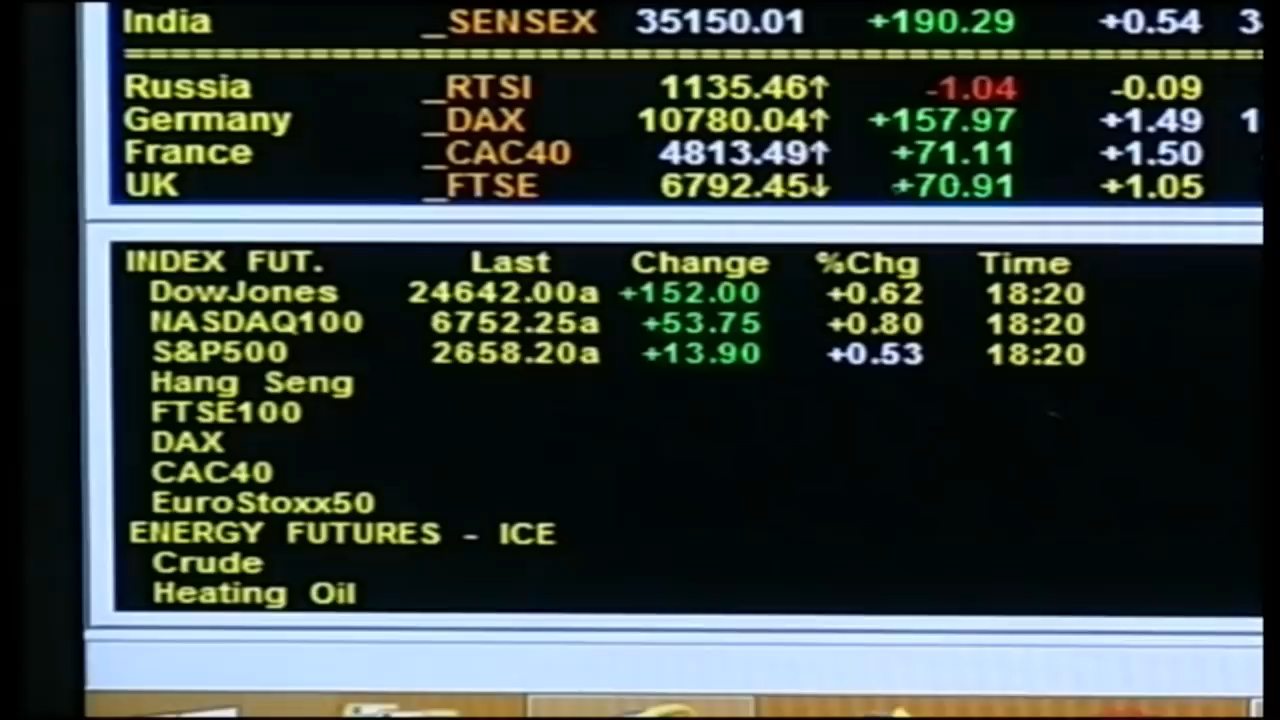 India _SENSEX 35150.01 +190.29 +0.54 3
==========================================================
Russia _RTSI 1135.46↑ -1.04 -0.09
Germany _DAX 10780.04↑ +157.97 +1.49 1
France _CAC40 4813.49↑ +71.11 +1.50
UK _FTSE 6792.45↓ +70.91 +1.05
INDEX FUT. Last Change %Chg Time
DowJones 24642.00a +152.00 +0.62 18:20
NASDAQ100 6752.25a +53.75 +0.80 18:20
S&P500 2658.20a +13.90 +0.53 18:20
Hang Seng
FTSE100
DAX
CAC40
EuroStoxx50
ENERGY FUTURES - ICE
Crude
Heating Oil